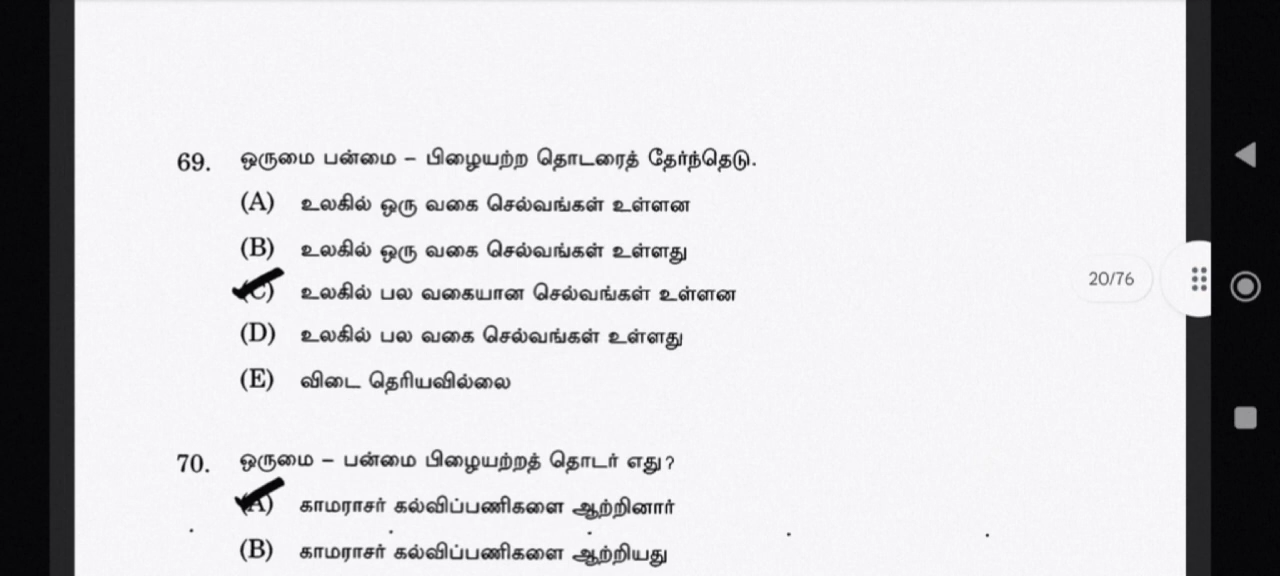 69. ஒருமை பன்மை – பிழையற்ற தொடரைத் தேர்ந்தெடு.
(A) உலகில் ஒரு வகை செல்வங்கள் உள்ளன
(B) உலகில் ஒரு வகை செல்வங்கள் உள்ளது
(C) உலகில் பல வகையான செல்வங்கள் உள்ளன
20/76
(D) உலகில் பல வகை செல்வங்கள் உள்ளது
(E) விடை தெரியவில்லை
70. ஒருமை – பன்மை பிழையற்றத் தொடர் எது?
(A) காமராசர் கல்விப்பணிகளை ஆற்றினார்
(B) காமராசர் கல்விப்பணிகளை ஆற்றியது